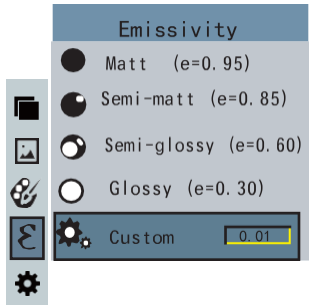 Emissivity
Matt (e=0.95)
Semi-matt (e=0.85)
Semi-glossy (e=0.60)
Glossy (e=0.30)
ε
Custom 0.01